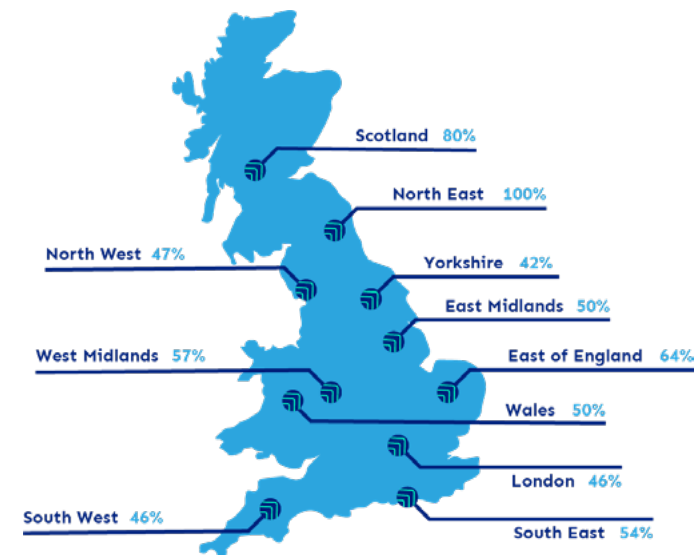 Scotland 80%
North East 100%
North West 47%
Yorkshire 42%
East Midlands 50%
West Midlands 57%
East of England 64%
Wales 50%
London 46%
South West 46%
South East 54%